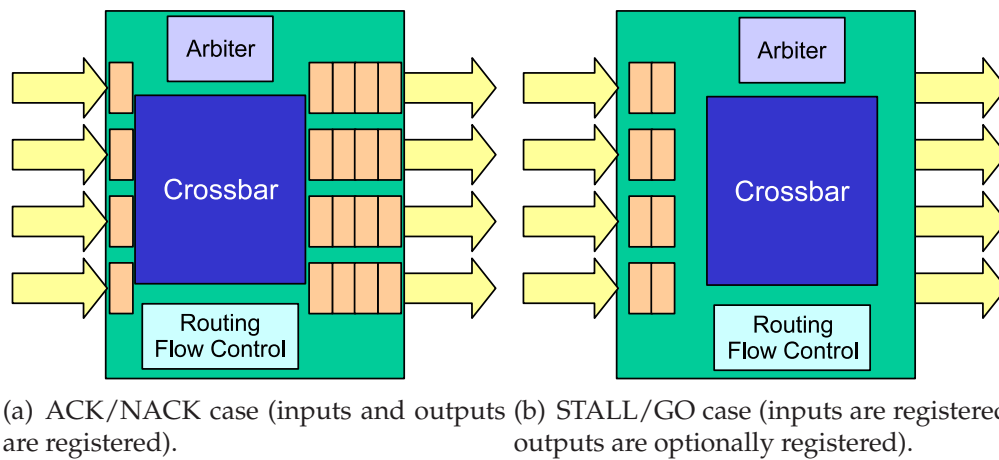 Arbiter
Crossbar
Routing
Flow Control
Arbiter
Crossbar
Routing
Flow Control
(a) ACK/NACK case (inputs and outputs
are registered).
(b) STALL/GO case (inputs are registered
outputs are optionally registered).